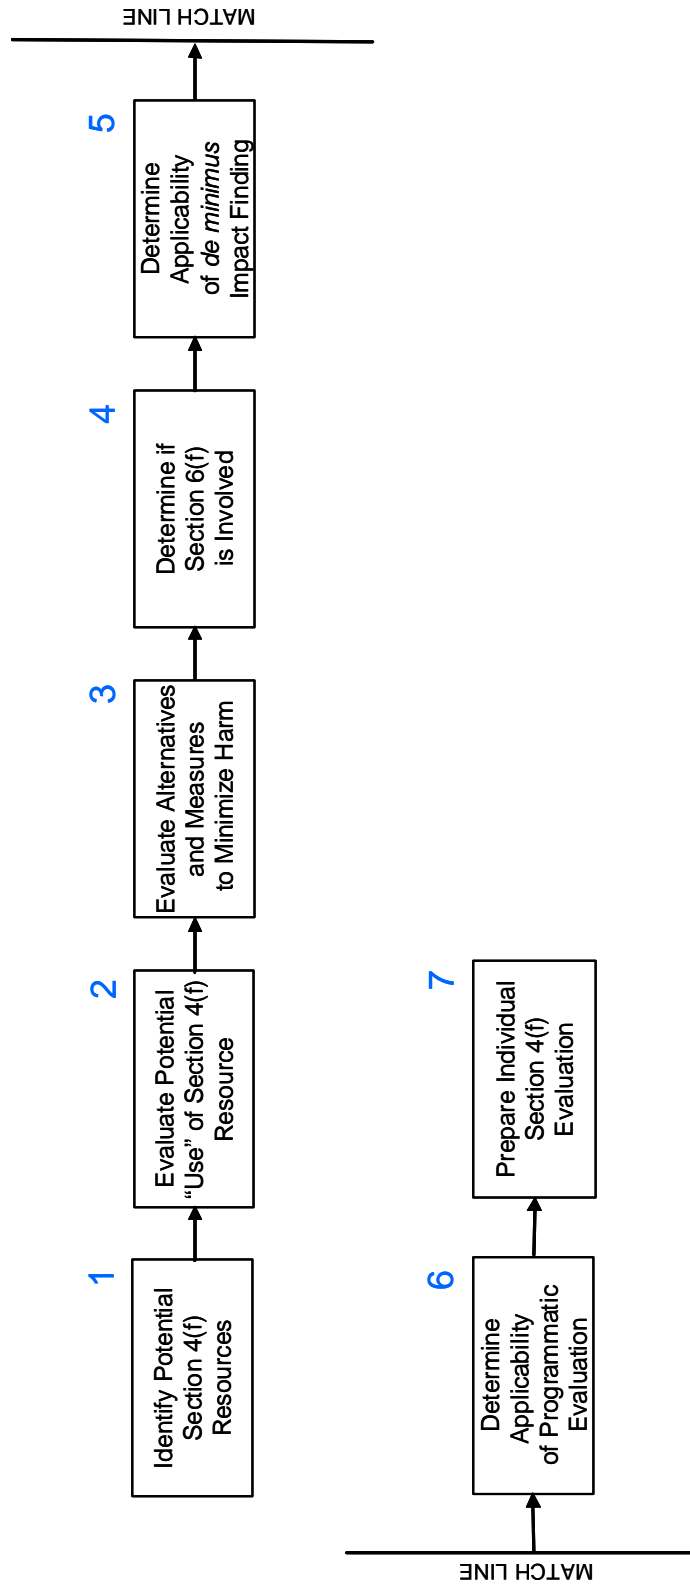 1
Identify Potential
Section 4(f)
Resources
2
Evaluate Potential
“Use” of Section 4(f)
Resource
3
Evaluate Alternatives
and Measures
to Minimize Harm
4
Determine if
Section 6(f)
is Involved
5
Determine
Applicability
of de minimus
Impact Finding
MATCH LINE
MATCH LINE
6
Determine
Applicability
of Programmatic
Evaluation
7
Prepare Individual
Section 4(f)
Evaluation